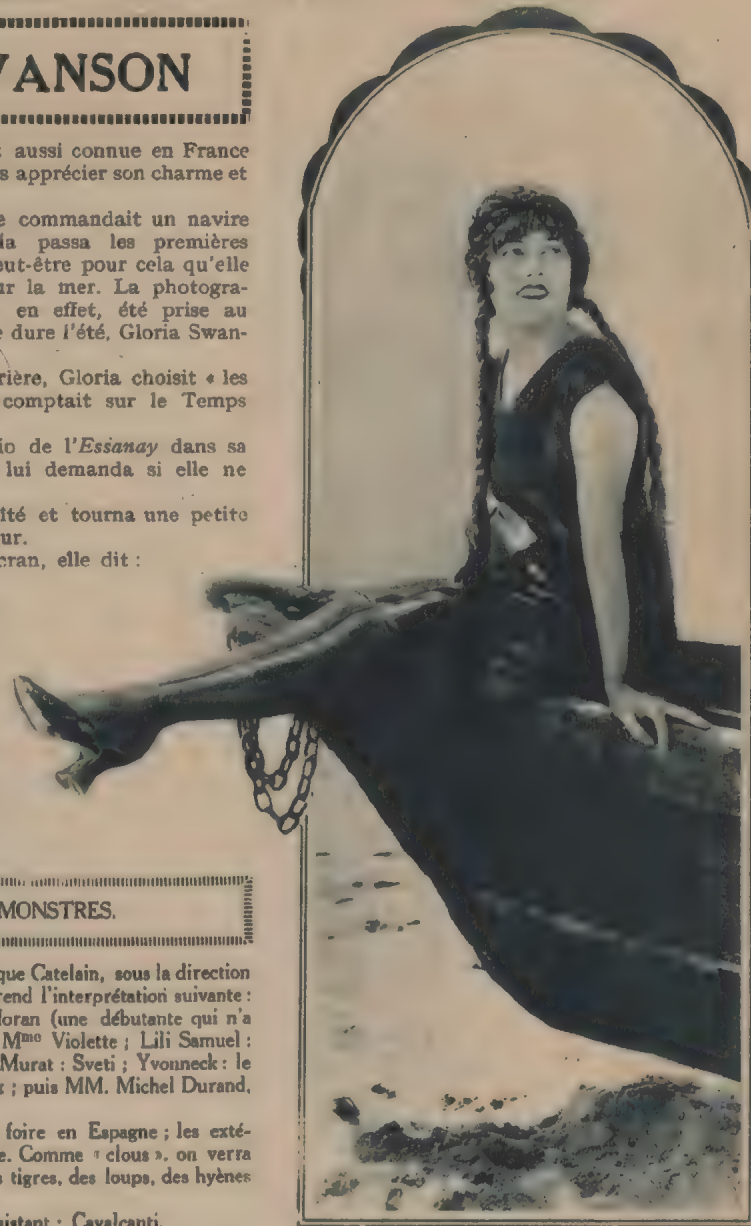 VANSON
aussi connue en France
s apprécier son charme et
e commandait un navire
la passa les premières
eut-être pour cela qu'elle
ur la mer. La photogra-
en effet, été prise au
e dure l'été, Gloria Swan-
rière, Gloria choisit « les
comptait sur le Temps
io de l'Essanay dans sa
lui demanda si elle ne
ité et tourna une petite
ur.
cran, elle dit :
MONSTRES.
que Catelain, sous la direction
rend l'interprétation suivante :
loran (une débutante qui n'a
Mme Violette ; Lili Samuel :
Murat : Sveti ; Yvonneck : le
; puis MM. Michel Durand,
foire en Espagne ; les exté-
e. Comme « clous », on verra
s tigres, des loups, des hyènes
istant : Cavalcanti.